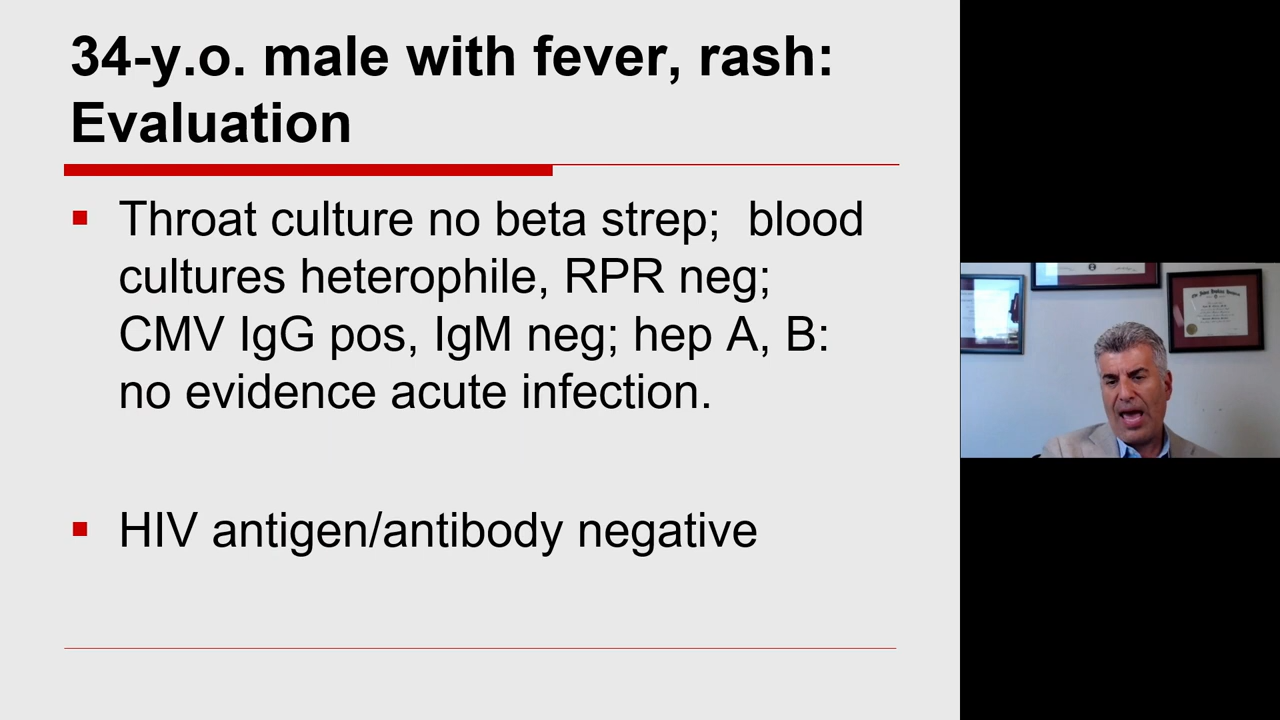 34-y.o. male with fever, rash:
Evaluation
Throat culture no beta strep;  blood
cultures heterophile, RPR neg;
CMV IgG pos, IgM neg; hep A, B:
no evidence acute infection.
HIV antigen/antibody negative